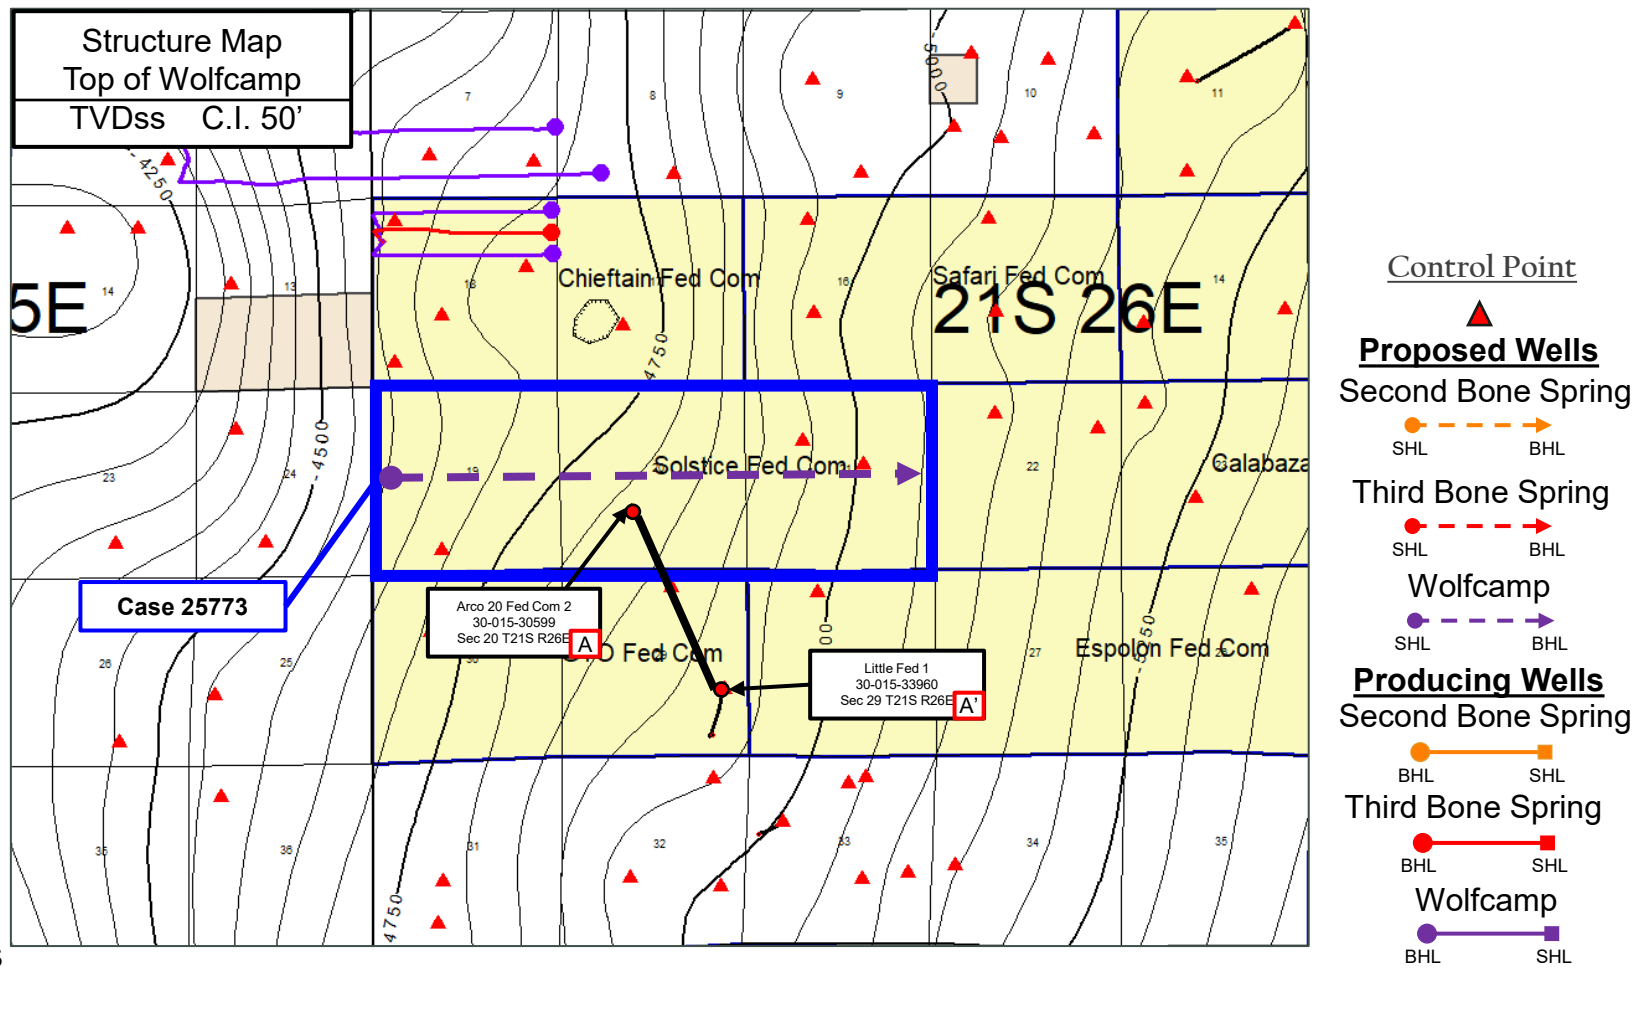 Structure Map
Top of Wolfcamp
TVDss C.I. 50'
7
8
9
10
11
-5000
-4250
14
13
18
16
14
5E
Chieftain Fed Com
Safari Fed Com
21S 26E
4750
-4500
23
24
19
Solstice Fed Com
22
Calabaza
Case 25773
Arco 20 Fed Com 2
30-015-30599
Sec 20 T21S R26E
A
Little Fed 1
30-015-33960
Sec 29 T21S R26E
A'
26
25
30
29
O Fed Com
00
27
Espolon Fed Com
-5250
35
36
31
32
33
34
35
4750
Control Point
Proposed Wells
Second Bone Spring
SHL BHL
Third Bone Spring
SHL BHL
Wolfcamp
SHL BHL
Producing Wells
Second Bone Spring
BHL SHL
Third Bone Spring
BHL SHL
Wolfcamp
BHL SHL